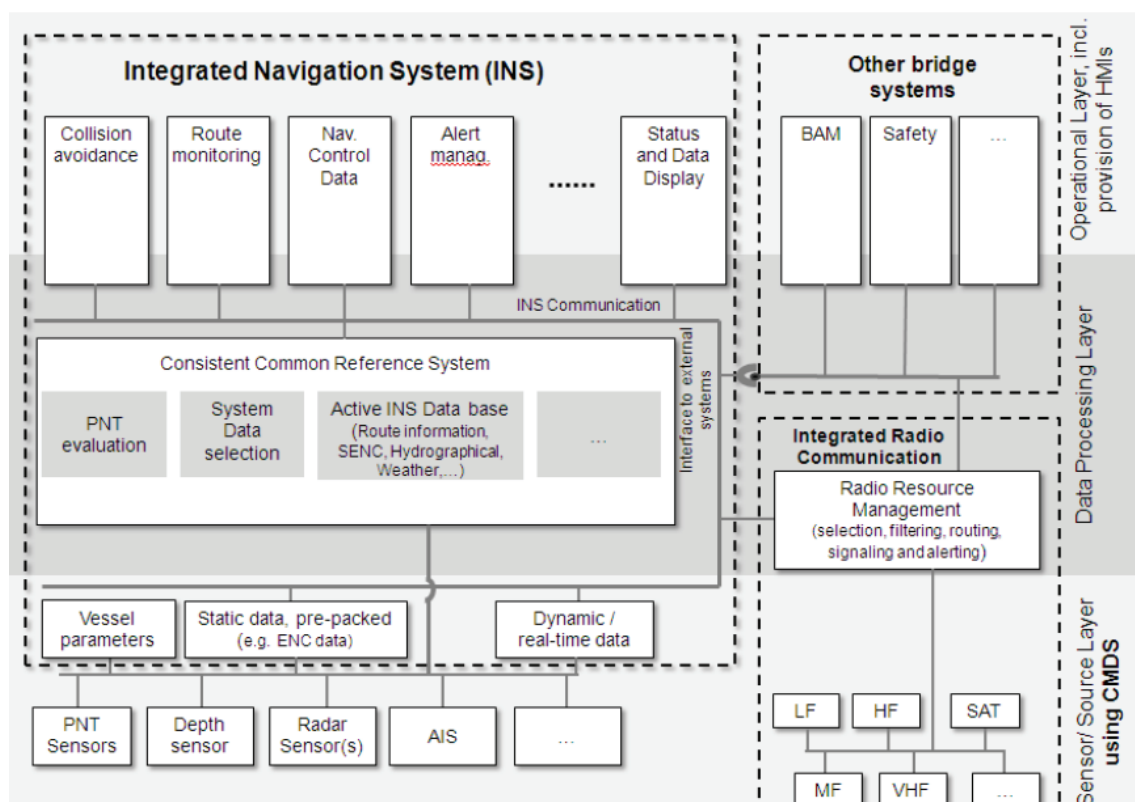 Integrated Navigation System (INS)
Collision
avoidance
Route
monitoring
Nav.
Control
Data
Alert
manag.
......
Status
and Data
Display
Other bridge
systems
BAM
Safety
...
Operational Layer, incl.
provision of HMIs
INS Communication
Consistent Common Reference System
PNT
evaluation
System
Data
selection
Active INS Data base
(Route information,
SENC, Hydrographical,
Weather,...)
...
Interface to external
systems
Data Processing Layer
Integrated Radio
Communication
Radio Resource
Management
(selection, filtering, routing,
signaling and alerting)
Vessel
parameters
Static data, pre-packed
(e.g. ENC data)
Dynamic /
real-time data
PNT
Sensors
Depth
sensor
Radar
Sensor(s)
AIS
...
LF
HF
SAT
MF
VHF
...
Sensor/ Source Layer
using CMDS